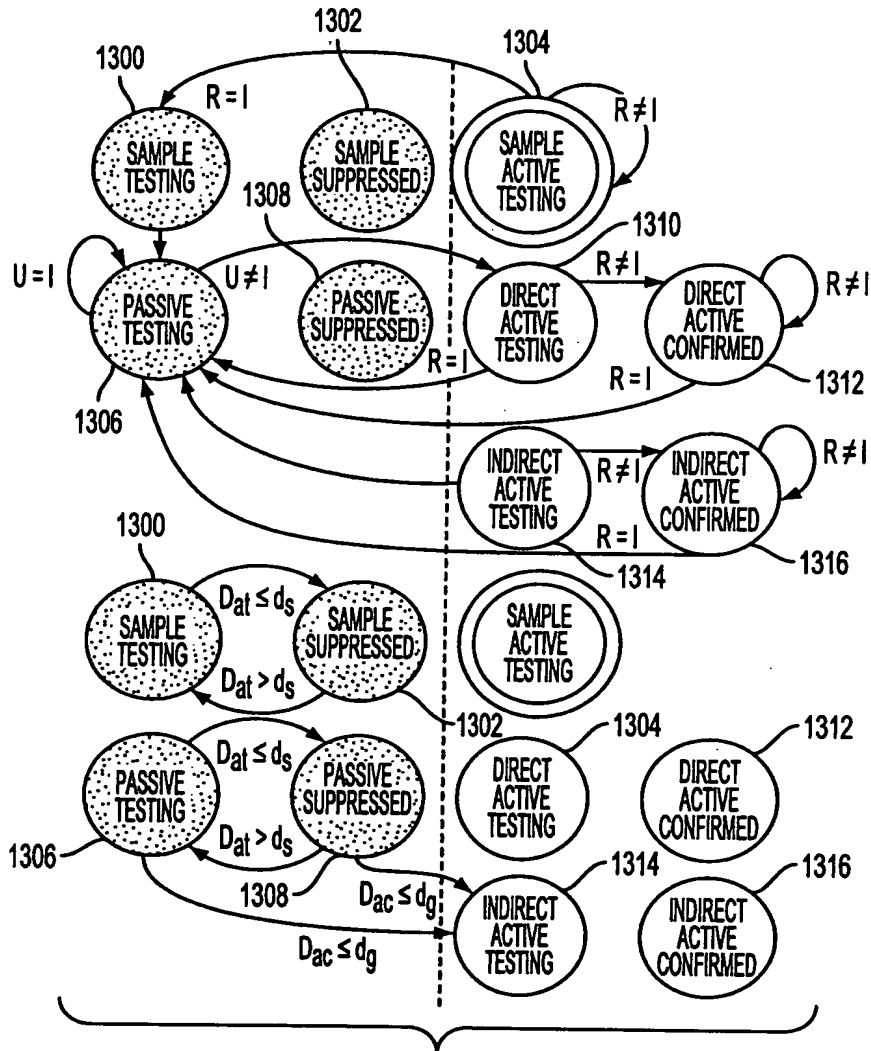 1300
1302
1304
R = I
R ≠ I
SAMPLE
TESTING
SAMPLE
SUPPRESSED
SAMPLE
ACTIVE
TESTING
1308
1310
U = I
U ≠ I
R ≠ I
R ≠ I
PASSIVE
TESTING
PASSIVE
SUPPRESSED
DIRECT
ACTIVE
TESTING
DIRECT
ACTIVE
CONFIRMED
R = I
R = I
1306
1312
INDIRECT
ACTIVE
TESTING
R ≠ I
INDIRECT
ACTIVE
CONFIRMED
R ≠ I
1300
R = I
1314
1316
Dat ≤ ds
SAMPLE
TESTING
SAMPLE
SUPPRESSED
SAMPLE
ACTIVE
TESTING
Dat > ds
1302
1304
1312
Dat ≤ ds
PASSIVE
TESTING
PASSIVE
SUPPRESSED
DIRECT
ACTIVE
TESTING
DIRECT
ACTIVE
CONFIRMED
Dat > ds
1306
1308
1314
1316
Dac ≤ dg
INDIRECT
ACTIVE
TESTING
INDIRECT
ACTIVE
CONFIRMED
Dac ≤ dg